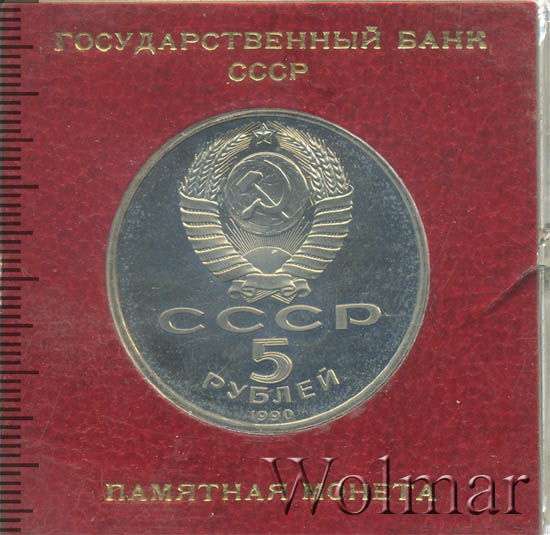 ГОСУДАРСТВЕННЫЙ БАНК
СССР
СССР
5
РУБЛЕЙ
1990
ПАМЯТНАЯ МОНЕТА
Wolmar